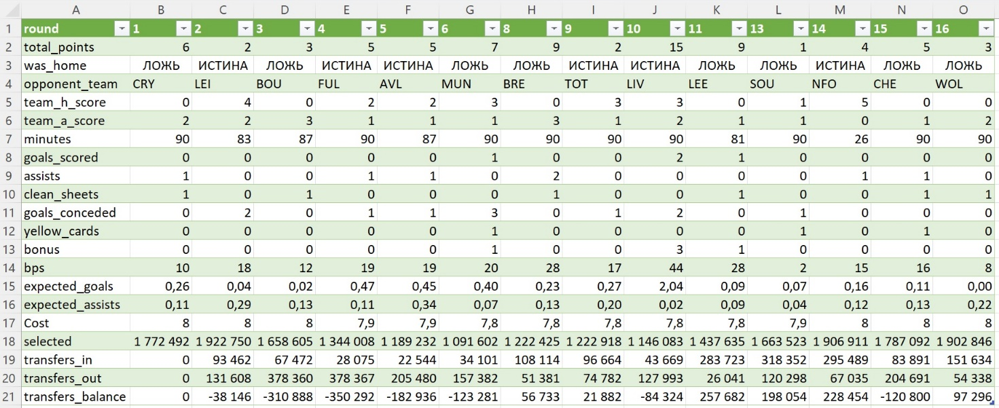 A B C D E F G H I J K L M N O
1 round 1 2 3 4 5 6 8 9 10 11 13 14 15 16
2 total_points 6 2 3 5 5 7 9 2 15 9 1 4 5 3
3 was_home ЛОЖЬ ИСТИНА ЛОЖЬ ИСТИНА ИСТИНА ЛОЖЬ ЛОЖЬ ИСТИНА ИСТИНА ЛОЖЬ ЛОЖЬ ИСТИНА ЛОЖЬ ЛОЖЬ
4 opponent_team CRY LEI BOU FUL AVL MUN BRE TOT LIV LEE SOU NFO CHE WOL
5 team_h_score 0 4 0 2 2 3 0 3 3 0 1 5 0 0
6 team_a_score 2 2 3 1 1 1 3 1 2 1 1 0 1 2
7 minutes 90 83 87 90 87 90 90 90 90 81 90 26 90 90
8 goals_scored 0 0 0 0 0 1 0 0 2 1 0 0 0 0
9 assists 1 0 0 1 1 0 2 0 0 0 0 1 1 0
10 clean_sheets 1 0 1 0 0 0 1 0 0 1 0 0 1 1
11 goals_conceded 0 2 0 1 1 3 0 1 2 0 1 0 0 0
12 yellow_cards 0 0 0 0 0 1 0 0 0 0 1 0 1 0
13 bonus 0 0 0 0 0 1 0 0 3 1 0 0 0 0
14 bps 10 18 12 19 19 20 28 17 44 28 2 15 16 8
15 expected_goals 0,26 0,04 0,02 0,47 0,45 0,40 0,23 0,27 2,04 0,09 0,07 0,16 0,11 0,00
16 expected_assists 0,11 0,29 0,13 0,11 0,34 0,07 0,13 0,20 0,02 0,09 0,04 0,12 0,13 0,22
17 Cost 8 8 8 7,9 7,9 7,8 7,8 7,8 7,8 7,8 7,9 8 8 8
18 selected 1 772 492 1 922 750 1 658 605 1 344 008 1 189 232 1 091 602 1 222 425 1 222 918 1 146 083 1 437 635 1 663 523 1 906 911 1 787 092 1 902 846
19 transfers_in 0 93 462 67 472 28 075 22 544 34 101 108 114 96 664 43 669 283 723 318 352 295 489 83 891 151 634
20 transfers_out 0 131 608 378 360 378 367 205 480 157 382 51 381 74 782 127 993 26 041 120 298 67 035 204 691 54 338
21 transfers_balance 0 -38 146 -310 888 -350 292 -182 936 -123 281 56 733 21 882 -84 324 257 682 198 054 228 454 -120 800 97 296